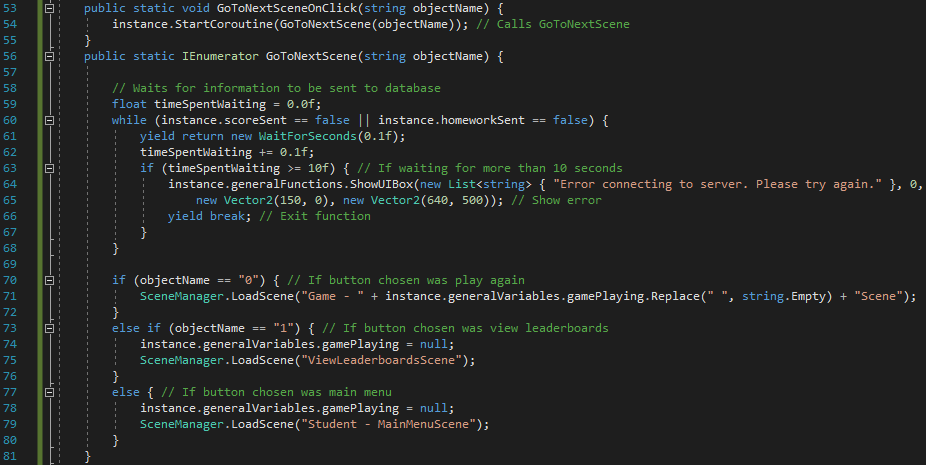 53 public static void GoToNextSceneOnClick(string objectName) {
54 instance.StartCoroutine(GoToNextScene(objectName)); // Calls GoToNextScene
55 }
56 public static IEnumerator GoToNextScene(string objectName) {
57
58 // Waits for information to be sent to database
59 float timeSpentWaiting = 0.0f;
60 while (instance.scoreSent == false || instance.homeworkSent == false) {
61 yield return new WaitForSeconds(0.1f);
62 timeSpentWaiting += 0.1f;
63 if (timeSpentWaiting >= 10f) { // If waiting for more than 10 seconds
64 instance.generalFunctions.ShowUIBox(new List<string> { "Error connecting to server. Please try again." }, 0,
65 new Vector2(150, 0), new Vector2(640, 500)); // Show error
66 yield break; // Exit function
67 }
68 }
69
70 if (objectName == "0") { // If button chosen was play again
71 SceneManager.LoadScene("Game - " + instance.generalVariables.gamePlaying.Replace(" ", string.Empty) + "Scene");
72 }
73 else if (objectName == "1") { // If button chosen was view leaderboards
74 instance.generalVariables.gamePlaying = null;
75 SceneManager.LoadScene("ViewLeaderboardsScene");
76 }
77 else { // If button chosen was main menu
78 instance.generalVariables.gamePlaying = null;
79 SceneManager.LoadScene("Student - MainMenuScene");
80 }
81 }